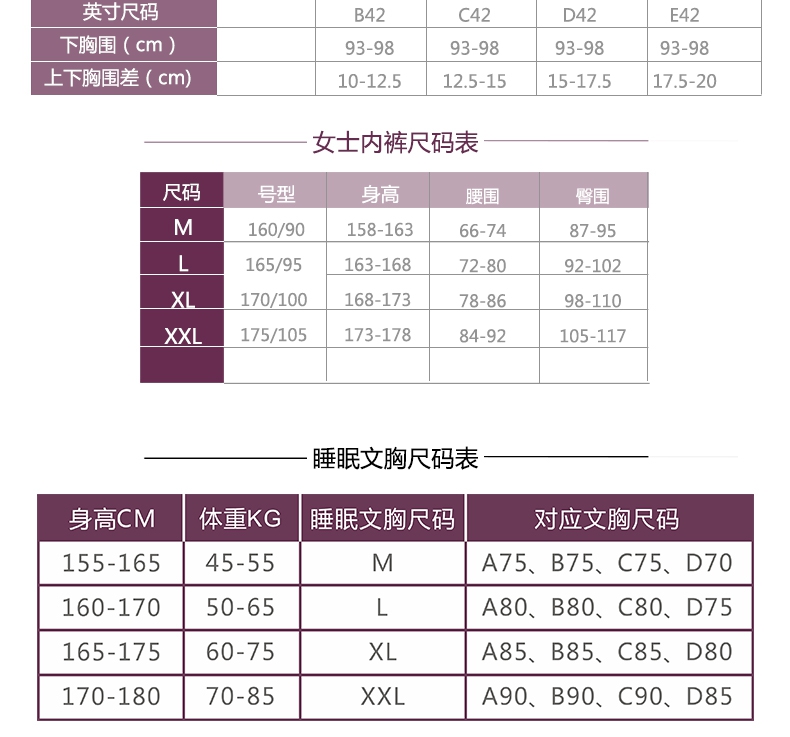 英寸尺码 B42 C42 D42 E42
下胸围（cm ） 93-98 93-98 93-98 93-98
上下胸围差（cm) 10-12.5 12.5-15 15-17.5 17.5-20
女士内裤尺码表
尺码 号型 身高 腰围 臀围
M 160/90 158-163 66-74 87-95
L 165/95 163-168 72-80 92-102
XL 170/100 168-173 78-86 98-110
XXL 175/105 173-178 84-92 105-117
睡眠文胸尺码表
身高CM 体重KG 睡眠文胸尺码 对应文胸尺码
155-165 45-55 M A75、B75、C75、D70
160-170 50-65 L A80、B80、C80、D75
165-175 60-75 XL A85、B85、C85、D80
170-180 70-85 XXL A90、B90、C90、D85